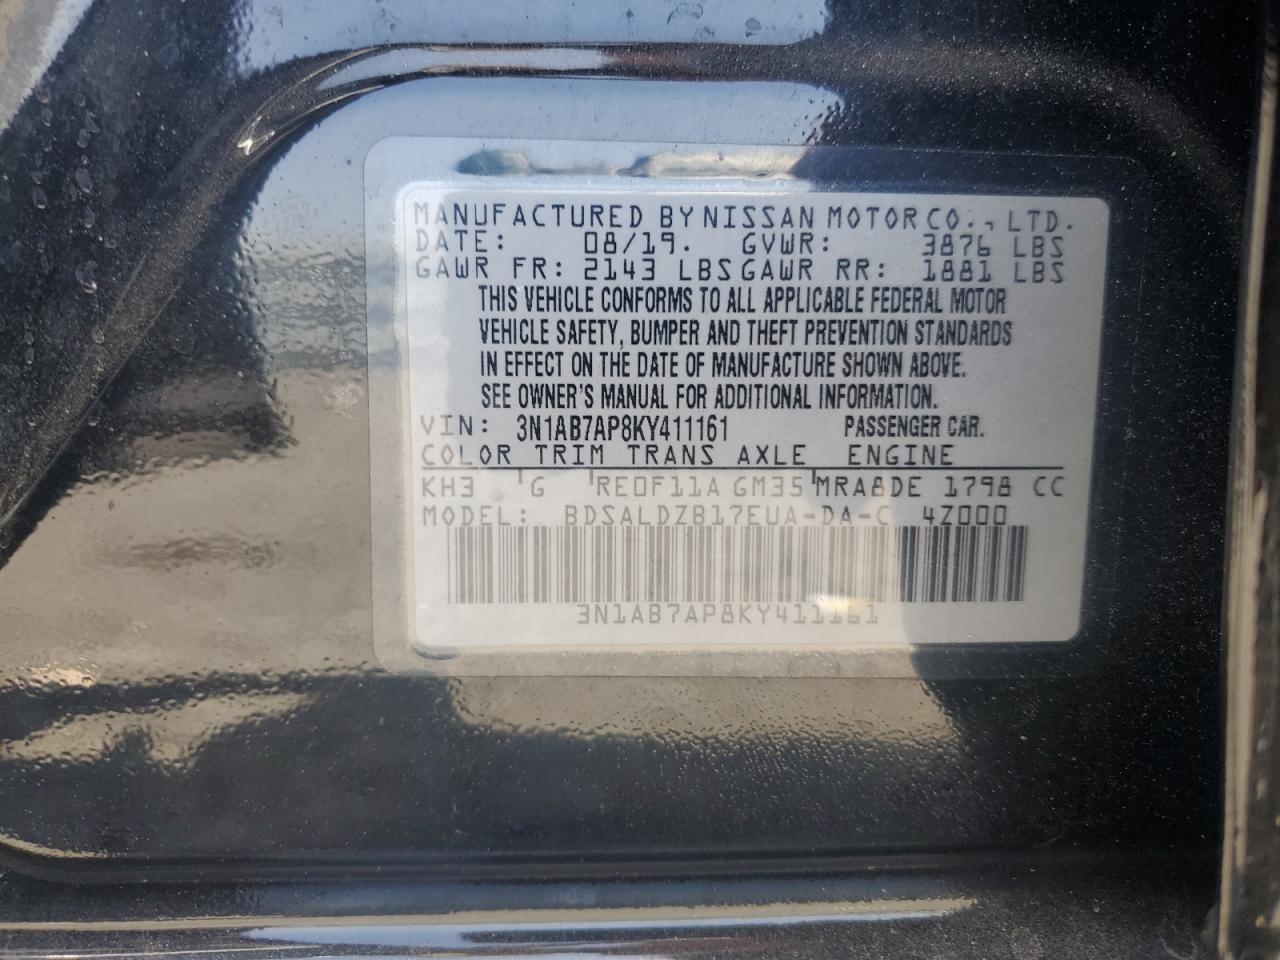 MANUFACTURED BY NISSAN MOTOR CO., LTD.
DATE: 08/19. GVWR: 3876 LBS
GAWR FR: 2143 LBS GAWR RR: 1881 LBS
THIS VEHICLE CONFORMS TO ALL APPLICABLE FEDERAL MOTOR
VEHICLE SAFETY, BUMPER AND THEFT PREVENTION STANDARDS
IN EFFECT ON THE DATE OF MANUFACTURE SHOWN ABOVE.
SEE OWNER'S MANUAL FOR ADDITIONAL INFORMATION.
VIN: 3N1AB7AP8KY411161 PASSENGER CAR.
COLOR TRIM TRANS AXLE ENGINE
KH3 G RE0F11A GM35 MRA8DE 1798 CC
MODEL: BDSALDZB17EUA-DA-C 4Z000
3N1AB7AP8KY411161